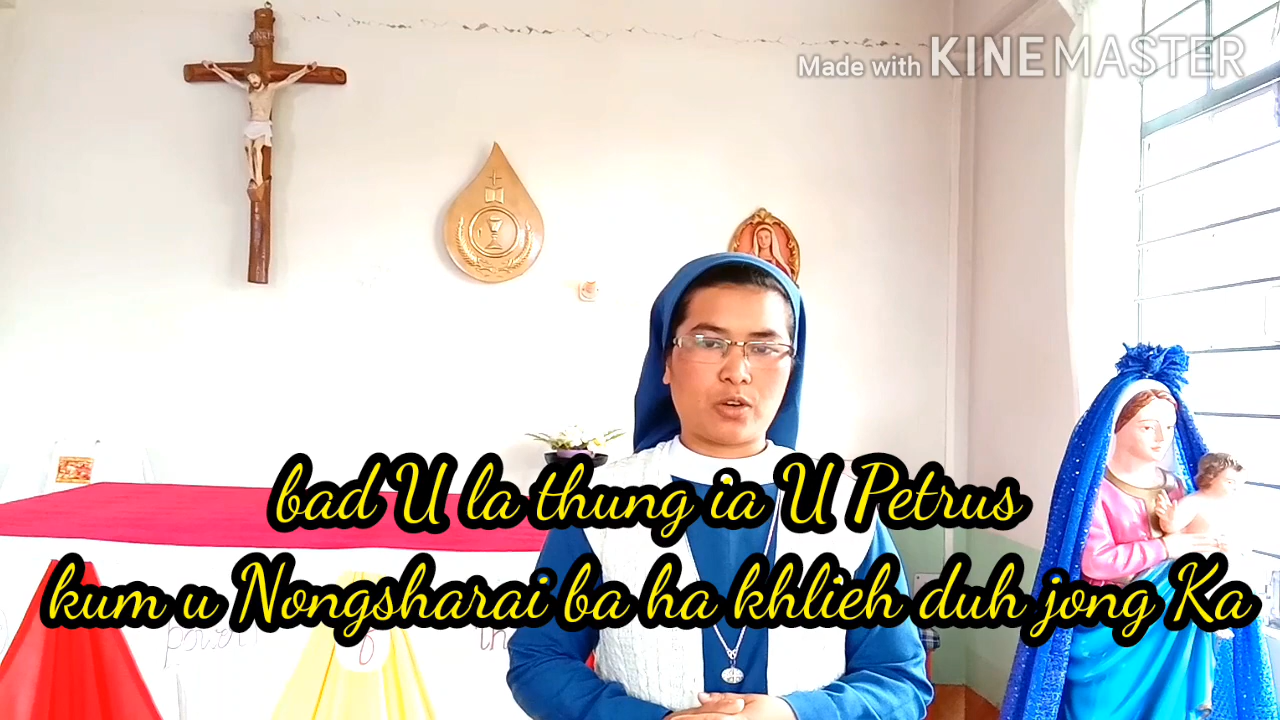 Made with KINEMASTER
bad U la thung ia U Petrus
kum u Nongsharai ba ha khlieh duh jong Ka